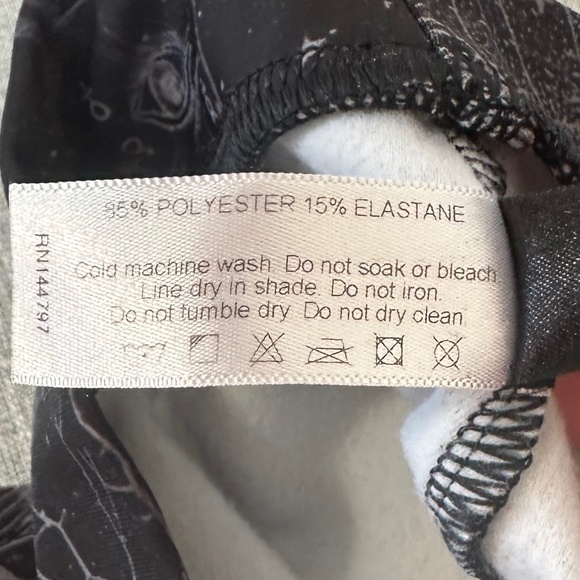 85% POLYESTER 15% ELASTANE
Cold machine wash. Do not soak or bleach
Line dry in shade. Do not iron.
Do not tumble dry Do not dry clean
RN144797